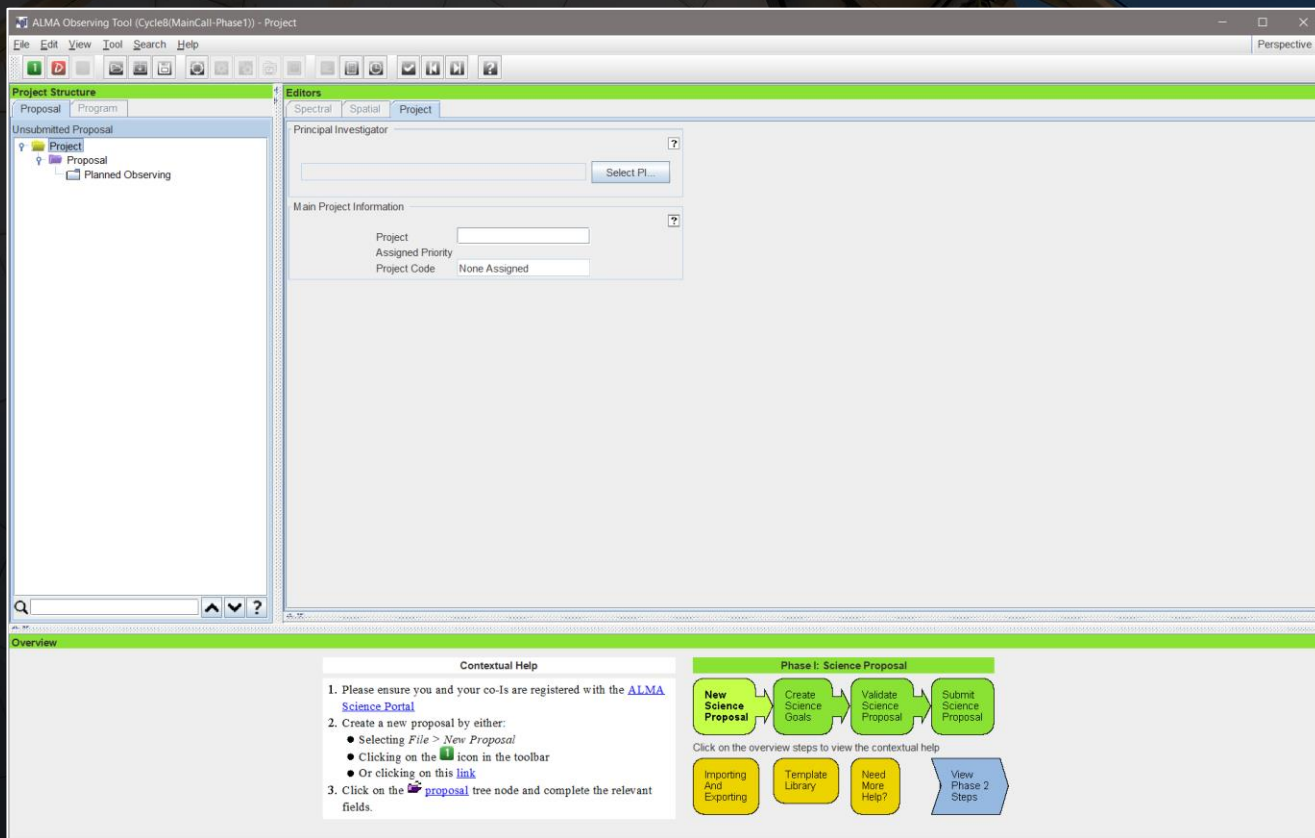 ALMA Observing Tool (Cycle8(MainCall-Phase1)) - Project
File Edit View Tool Search Help
Perspective
1 D ?
Project Structure
Proposal Program
Unsubmitted Proposal
Project
Proposal
Planned Observing
?
Editors
Spectral Spatial Project
Principal Investigator
?
Select PI...
Main Project Information
?
Project
Assigned Priority
Project Code None Assigned
Overview
Contextual Help
1. Please ensure you and your co-Is are registered with the ALMA
Science Portal
2. Create a new proposal by either:
● Selecting File > New Proposal
● Clicking on the 1 icon in the toolbar
● Or clicking on this link
3. Click on the proposal tree node and complete the relevant
fields.
Phase I: Science Proposal
New
Science
Proposal
Create
Science
Goals
Validate
Science
Proposal
Submit
Science
Proposal
Click on the overview steps to view the contextual help
Importing
And
Exporting
Template
Library
Need
More
Help?
View
Phase 2
Steps